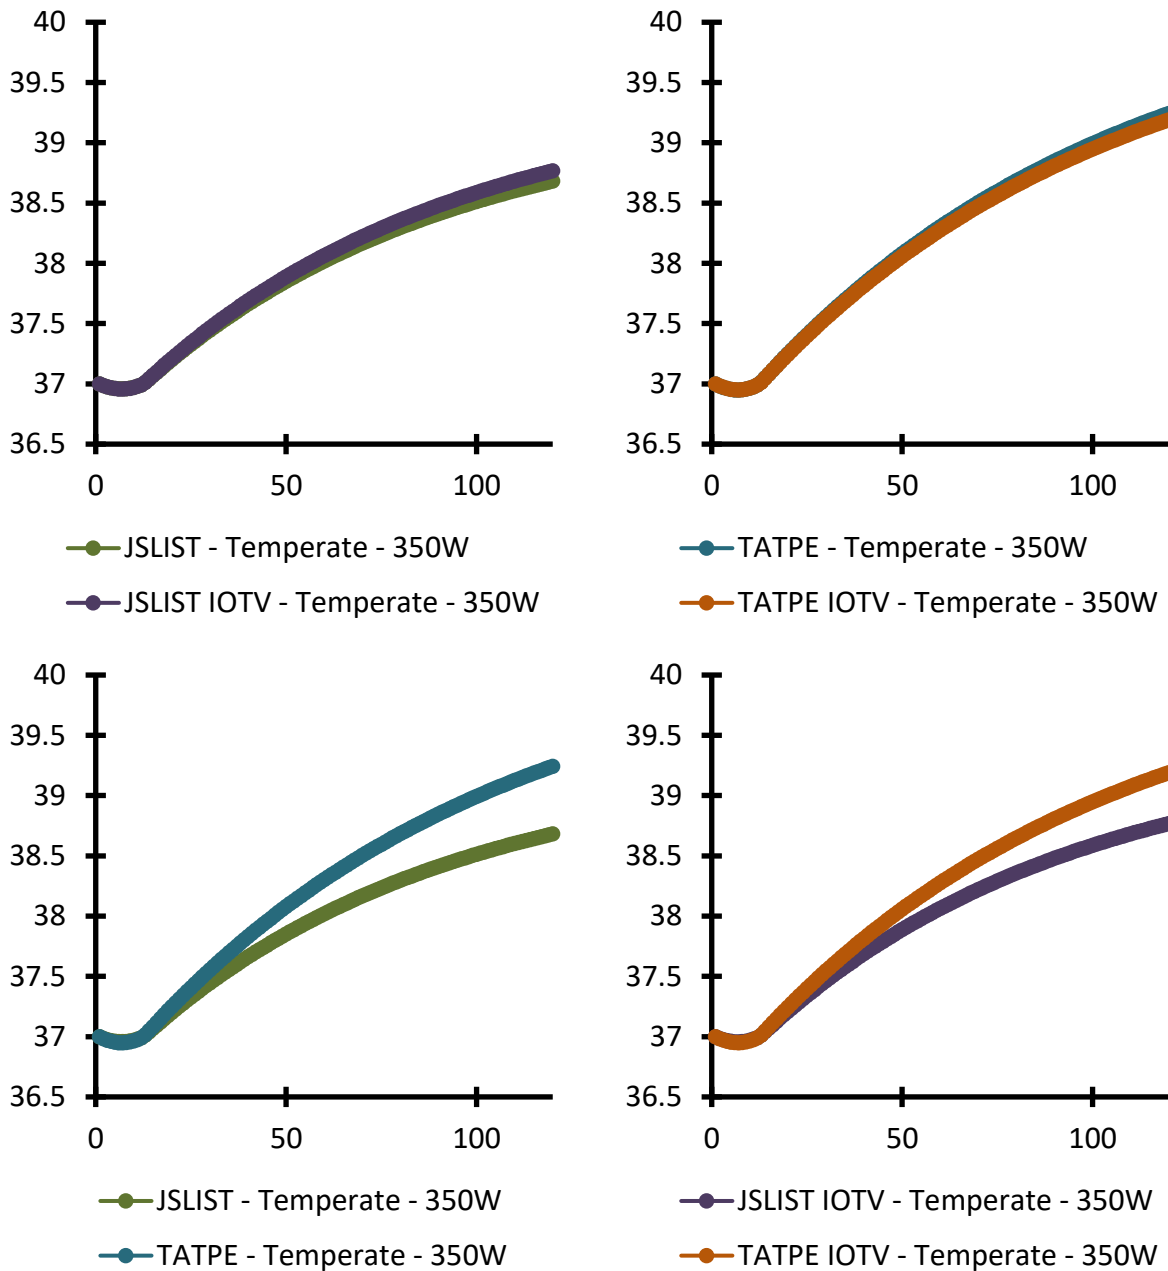 40
39.5
39
38.5
38
37.5
37
36.5
0 50 100
JSLIST - Temperate - 350W
JSLIST IOTV - Temperate - 350W
40
39.5
39
38.5
38
37.5
37
36.5
0 50 100
TATPE - Temperate - 350W
TATPE IOTV - Temperate - 350W
40
39.5
39
38.5
38
37.5
37
36.5
0 50 100
JSLIST - Temperate - 350W
TATPE - Temperate - 350W
40
39.5
39
38.5
38
37.5
37
36.5
0 50 100
JSLIST IOTV - Temperate - 350W
TATPE IOTV - Temperate - 350W